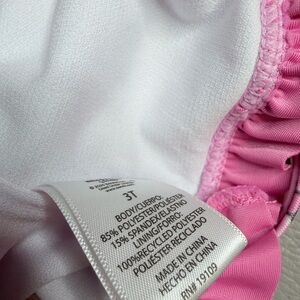 3T
BODY/CUERPO:
85% POLYESTER/POLIÉSTER
15% SPANDEX/ELASTANO
LINING/FORRO:
100% RECYCLED POLYESTER/
POLIÉSTER RECICLADO
MADE IN CHINA
HECHO EN CHINA
RN# 19109